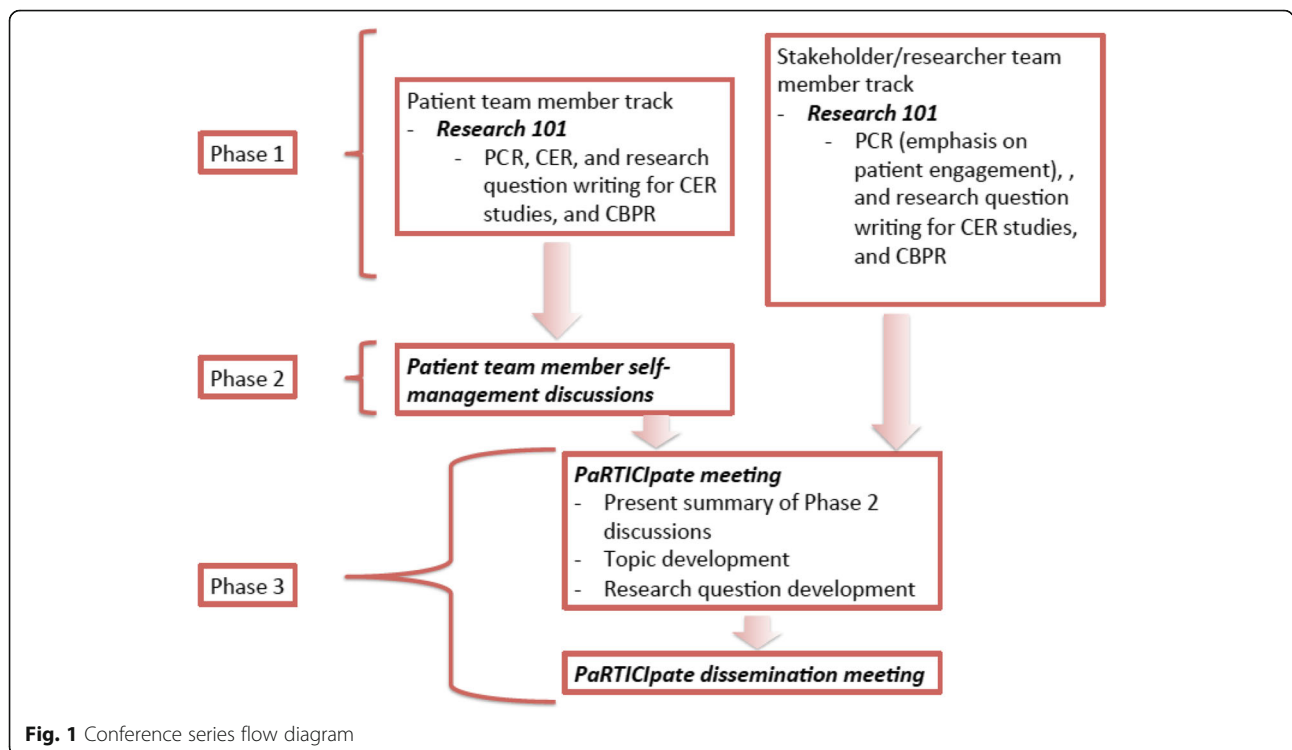 Phase 1
Patient team member track
- Research 101
- PCR, CER, and research
question writing for CER
studies, and CBPR
Stakeholder/researcher team
member track
- Research 101
- PCR (emphasis on
patient engagement), ,
and research question
writing for CER studies,
and CBPR
Phase 2
Patient team member self-
management discussions
Phase 3
PaRTICIpate meeting
- Present summary of Phase 2
discussions
- Topic development
- Research question development
PaRTICIpate dissemination meeting
Fig. 1 Conference series flow diagram